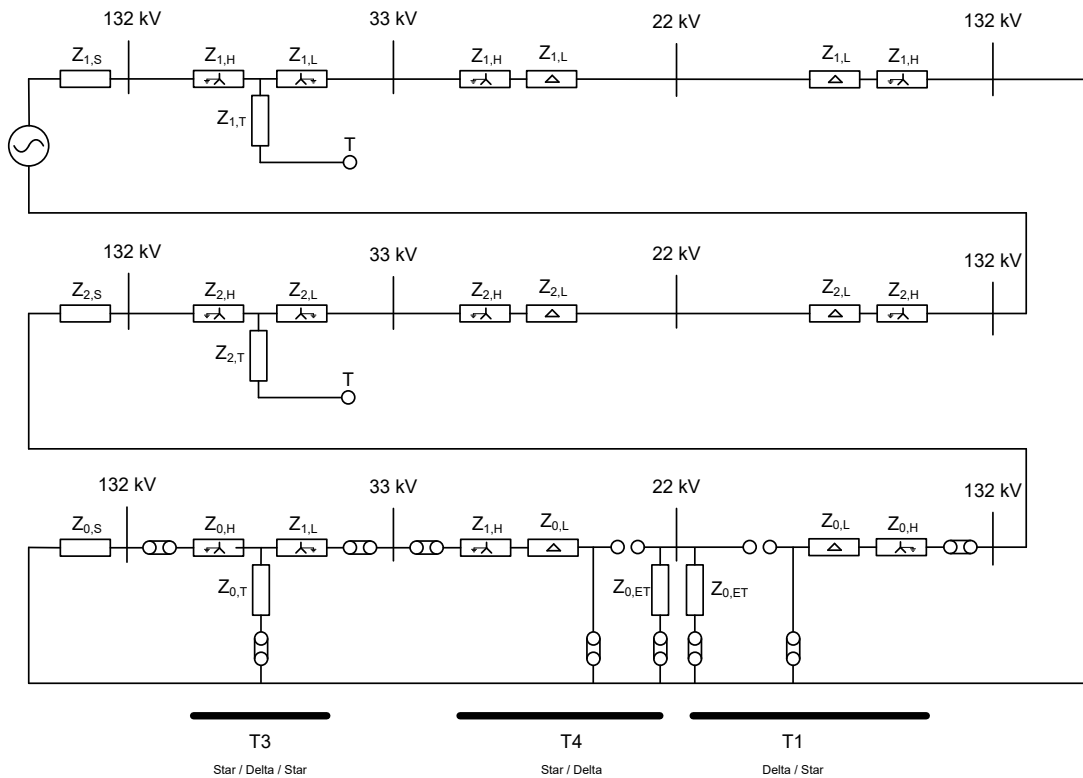 132 kV 33 kV 22 kV 132 kV
Z1,S Z1,H Z1,L Z1,H Z1,L Z1,L Z1,H
Z1,T
T
132 kV 33 kV 22 kV 132 kV
Z2,S Z2,H Z2,L Z2,H Z2,L Z2,L Z2,H
Z2,T
T
132 kV 33 kV 22 kV 132 kV
Z0,S Z0,H Z1,L Z1,H Z0,L Z0,L Z0,H
Z0,T Z0,ET Z0,ET
T3 T4 T1
Star / Delta / Star Star / Delta Delta / Star